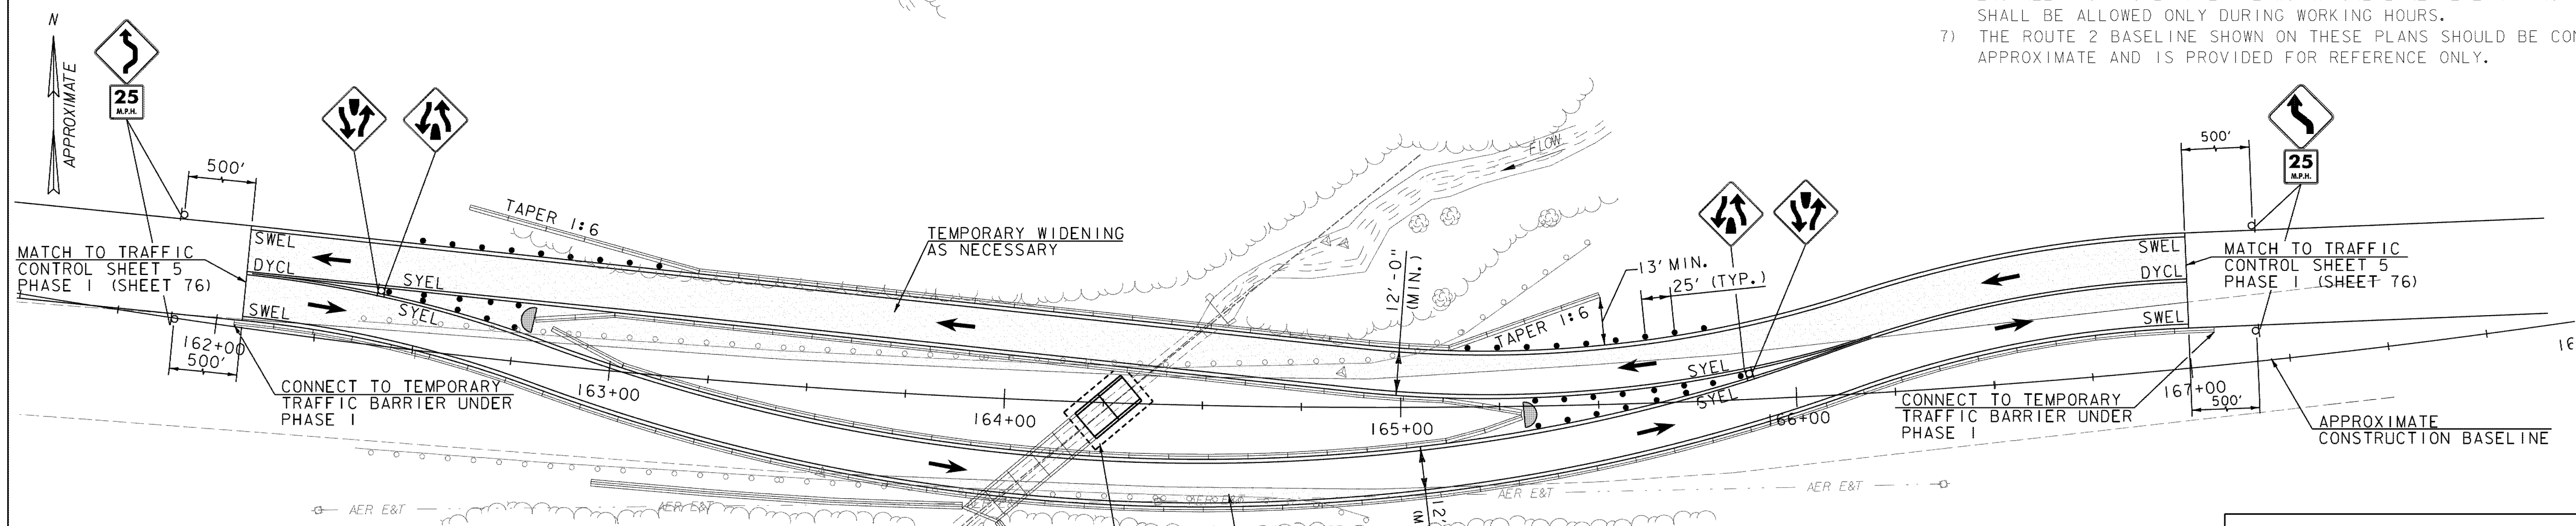 SHALL BE ALLOWED ONLY DURING WORKING HOURS.
7) THE ROUTE 2 BASELINE SHOWN ON THESE PLANS SHOULD BE
APPROXIMATE AND IS PROVIDED FOR REFERENCE ONLY.
N
APPROXIMATE
25
M.P.H.
500'
TAPER 1:6
TEMPORARY WIDENING
AS NECESSARY
FLOW
12'-0"
(MIN.)
13' MIN.
25' (TYP.)
TAPER 1:6
500'
25
M.P.H.
MATCH TO TRAFFIC
CONTROL SHEET 5
PHASE I (SHEET 76)
SWEL
DYCL
SWEL
SYEL
SYEL
162+00
500'
CONNECT TO TEMPORARY
TRAFFIC BARRIER UNDER
PHASE I
163+00
164+00
165+00
166+00
SYEL
SYEL
SWEL
DYCL
SWEL
MATCH TO TRAFFIC
CONTROL SHEET 5
PHASE I (SHEET 76)
167+00
500'
CONNECT TO TEMPORARY
TRAFFIC BARRIER UNDER
PHASE I
APPROXIMATE
CONSTRUCTION BASELINE
AER E&T
AER E&T
AER E&T
AER E&T